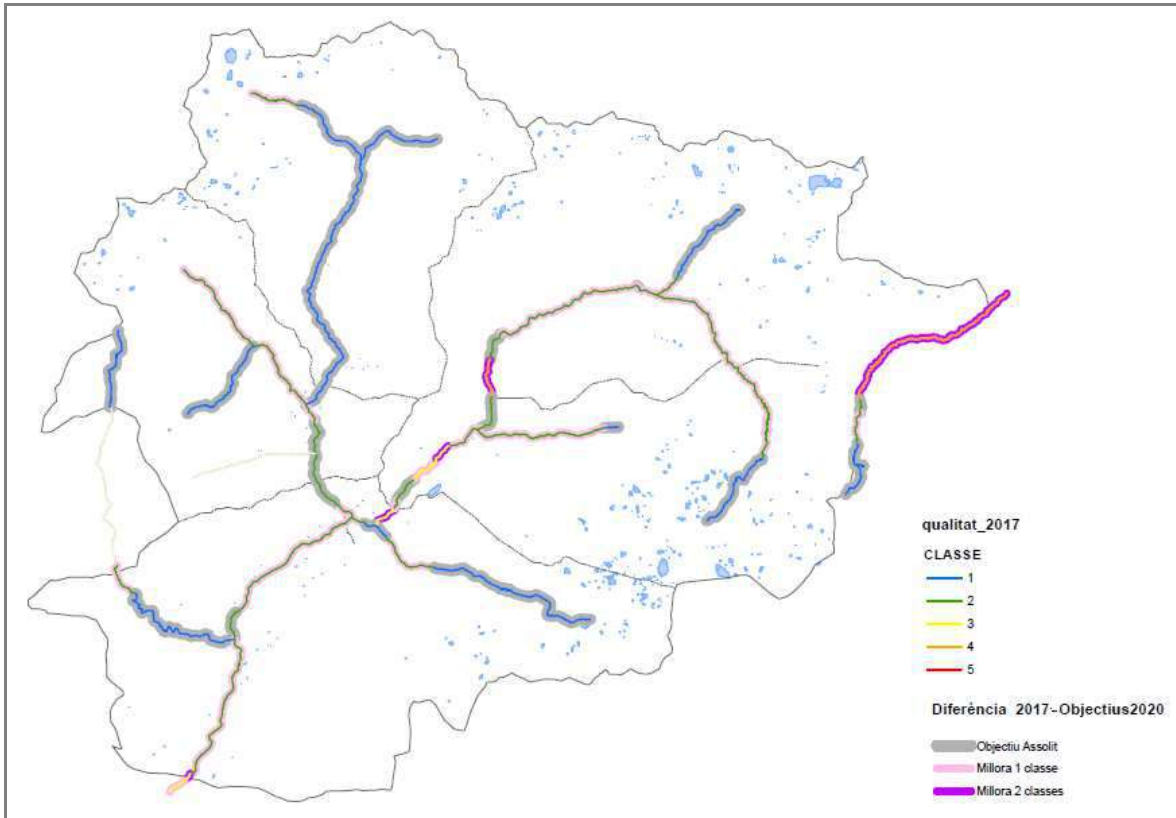 qualitat_2017
CLASSE
1
2
3
4
5
Diferència 2017-Objectius2020
Objectiu Assolit
Millora 1 classe
Millora 2 classes